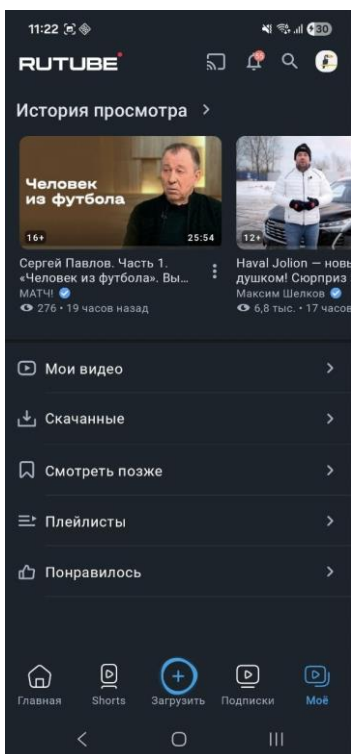 11:22
30
RUTUBE
История просмотра
Человек
из футбола
16+
25:54
12+
Сергей Павлов. Часть 1.
«Человек из футбола». Вы...
МАТЧ!
276 • 19 часов назад
Haval Jolion — новь
душком! Сюрприз
Максим Шелков
6,8 тыс. • 17 часов
Мои видео
Скачанные
Смотреть позже
Плейлисты
Понравилось
Главная
Shorts
Загрузить
Подписки
Моё